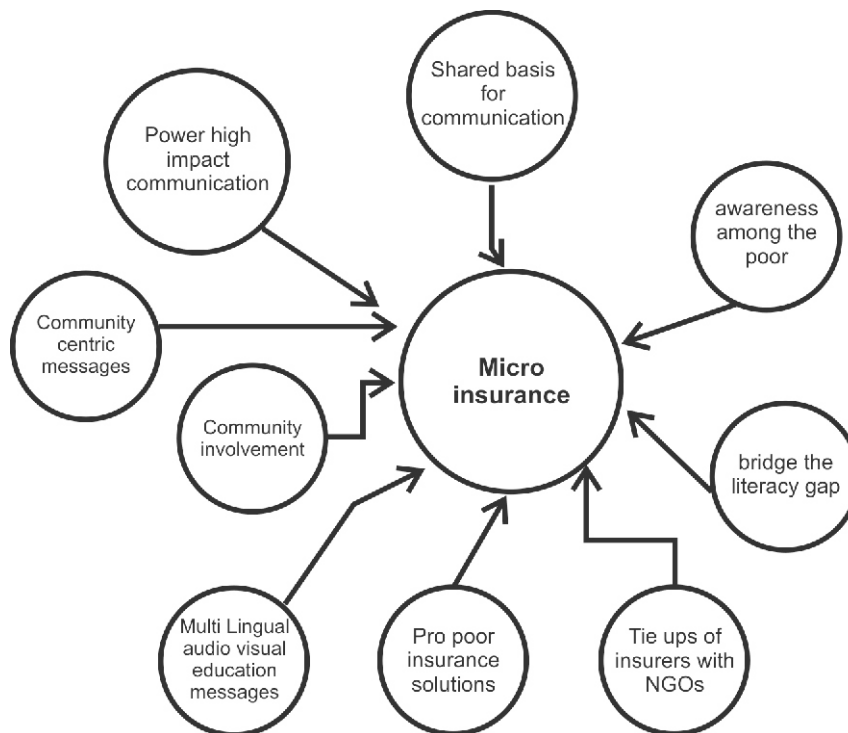 Shared basis
for
communication
Power high
impact
communication
awareness
among the
poor
Community
centric
messages
Micro
insurance
Community
involvement
bridge the
literacy gap
Multi Lingual
audio visual
education
messages
Pro poor
insurance
solutions
Tie ups of
insurers with
NGOs